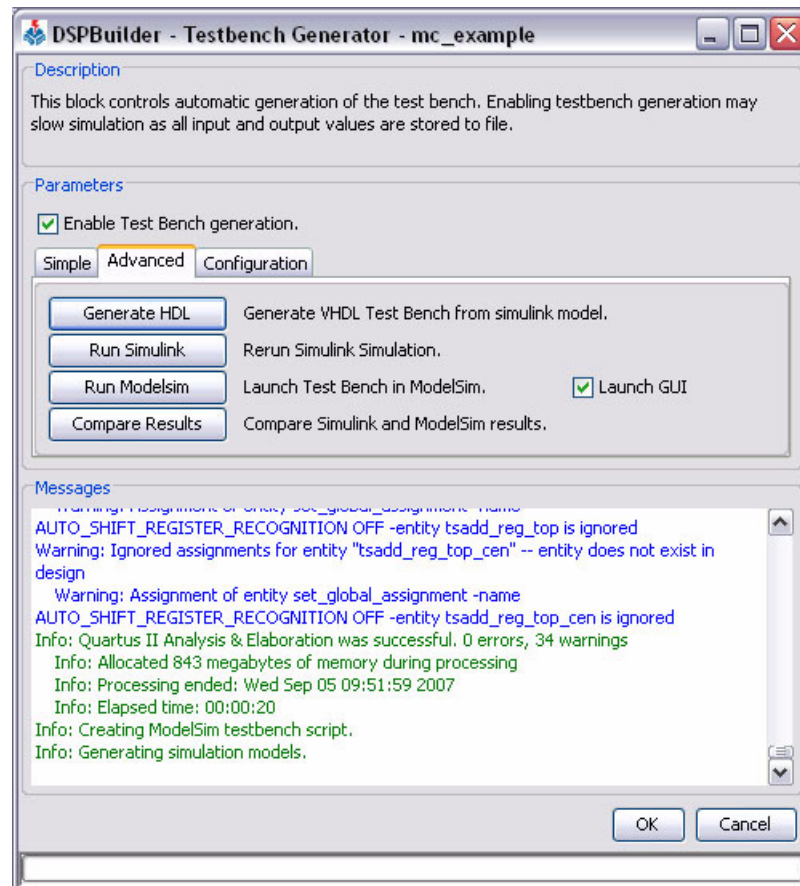 DSPBuilder - Testbench Generator - mc_example
Description
This block controls automatic generation of the test bench. Enabling testbench generation may
slow simulation as all input and output values are stored to file.
Parameters
Enable Test Bench generation.
Simple Advanced Configuration
Generate HDL Generate VHDL Test Bench from simulink model.
Run Simulink Rerun Simulink Simulation.
Run Modelsim Launch Test Bench in ModelSim. Launch GUI
Compare Results Compare Simulink and ModelSim results.
Messages
Warning: Assignment of entity set_global_assignment -name
AUTO_SHIFT_REGISTER_RECOGNITION OFF -entity tsadd_reg_top is ignored
Warning: Ignored assignments for entity "tsadd_reg_top_cen" -- entity does not exist in
design
Warning: Assignment of entity set_global_assignment -name
AUTO_SHIFT_REGISTER_RECOGNITION OFF -entity tsadd_reg_top_cen is ignored
Info: Quartus II Analysis & Elaboration was successful. 0 errors, 34 warnings
Info: Allocated 843 megabytes of memory during processing
Info: Processing ended: Wed Sep 05 09:51:59 2007
Info: Elapsed time: 00:00:20
Info: Creating ModelSim testbench script.
Info: Generating simulation models.
OK Cancel